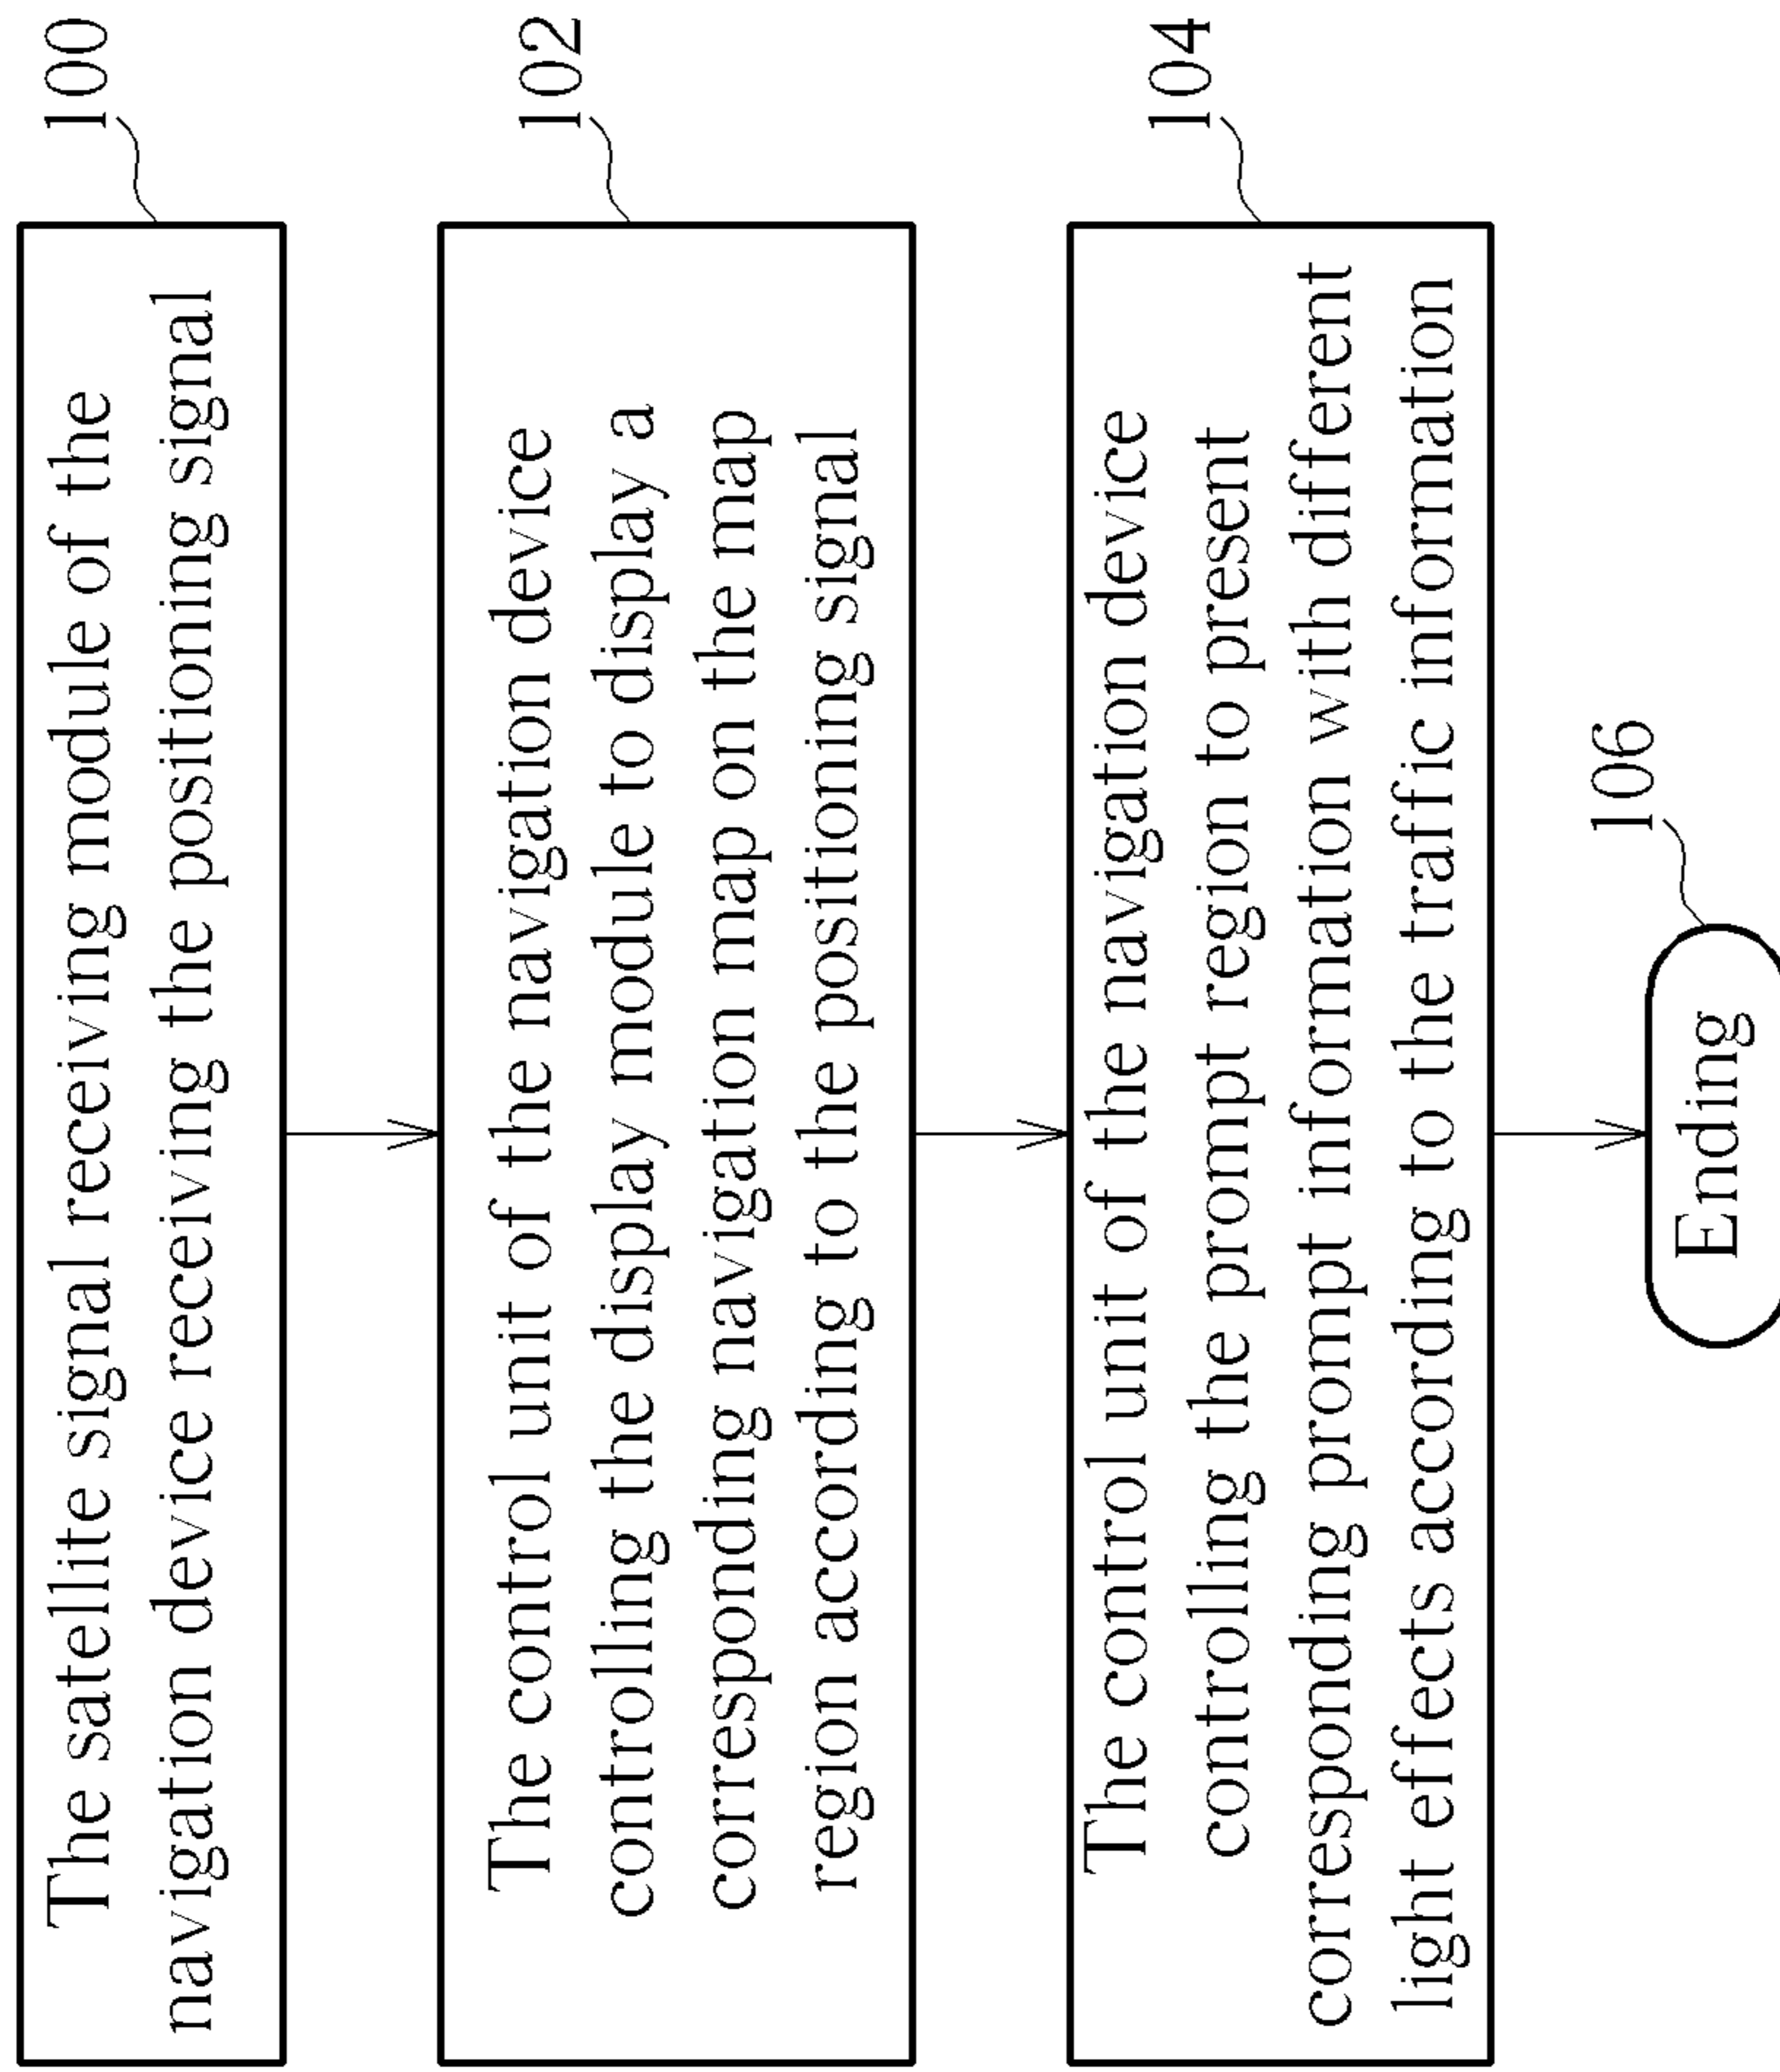 100
The satellite signal receiving module of the
navigation device receiving the positioning signal
102
The control unit of the navigation device
controlling the display module to display a
corresponding navigation map on the map
region according to the positioning signal
104
The control unit of the navigation device
controlling the prompt region to present
corresponding prompt information with different
light effects according to the traffic information
106
Ending